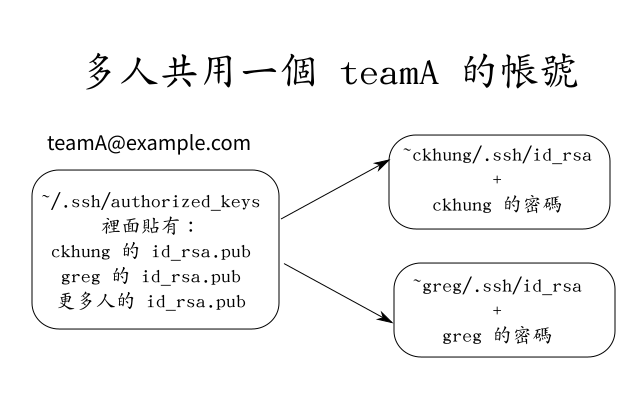 多人共用一個 teamA 的帳號
teamA@example.com
~/.ssh/authorized_keys
裡面貼有：
ckhung 的 id_rsa.pub
greg 的 id_rsa.pub
更多人的 id_rsa.pub
~ckhung/.ssh/id_rsa
+
ckhung 的密碼
~greg/.ssh/id_rsa
+
greg 的密碼